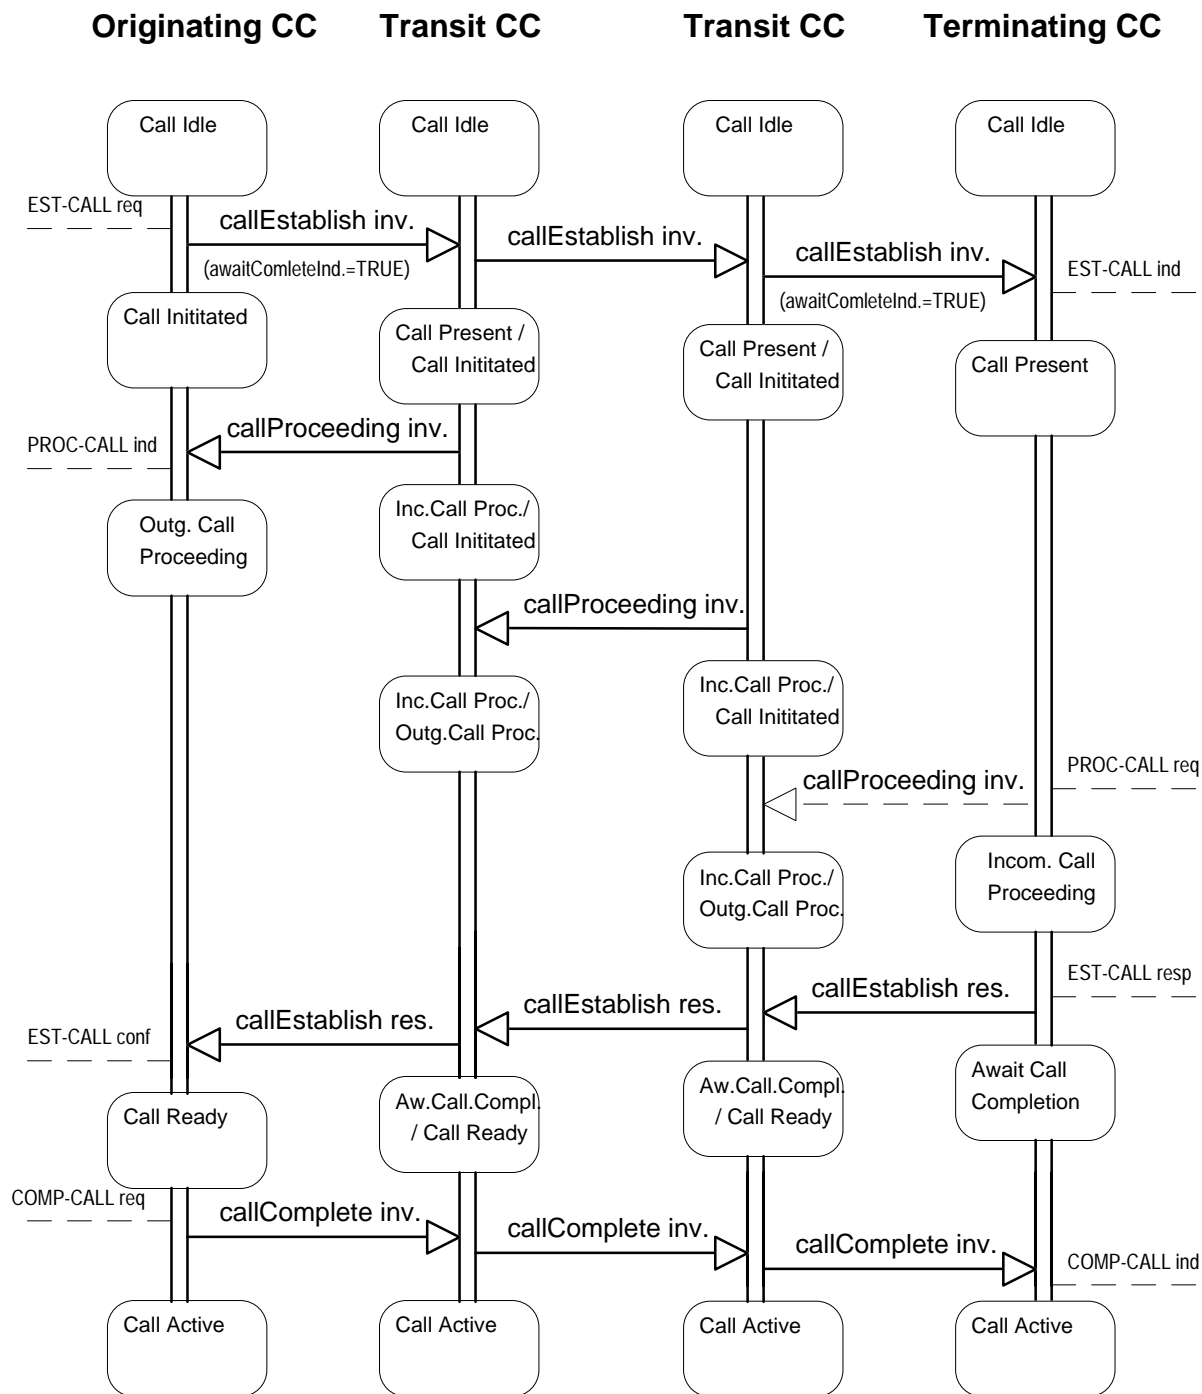 Originating CC Transit CC Transit CC Terminating CC
Call Idle Call Idle Call Idle Call Idle
EST-CALL req
callEstablish inv.
callEstablish inv.
callEstablish inv.
(awaitComleteInd.=TRUE)
EST-CALL ind
(awaitComleteInd.=TRUE)
Call Inititated
Call Present /
Call Inititated
Call Present /
Call Inititated
Call Present
callProceeding inv.
PROC-CALL ind
Outg. Call
Proceeding
Inc.Call Proc./
Call Inititated
callProceeding inv.
Inc.Call Proc./
Outg.Call Proc.
Inc.Call Proc./
Call Inititated
PROC-CALL req
callProceeding inv.
Inc.Call Proc./
Outg.Call Proc.
Incom. Call
Proceeding
EST-CALL resp
callEstablish res.
callEstablish res.
callEstablish res.
EST-CALL conf
Call Ready
Aw.Call.Compl.
/ Call Ready
Aw.Call.Compl.
/ Call Ready
Await Call
Completion
COMP-CALL req
callComplete inv.
callComplete inv.
callComplete inv.
COMP-CALL ind
Call Active Call Active Call Active Call Active